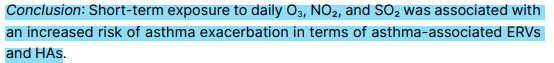 Conclusion: Short-term exposure to daily O₃, NO₂, and SO₂ was associated with
an increased risk of asthma exacerbation in terms of asthma-associated ERVs
and HAs.